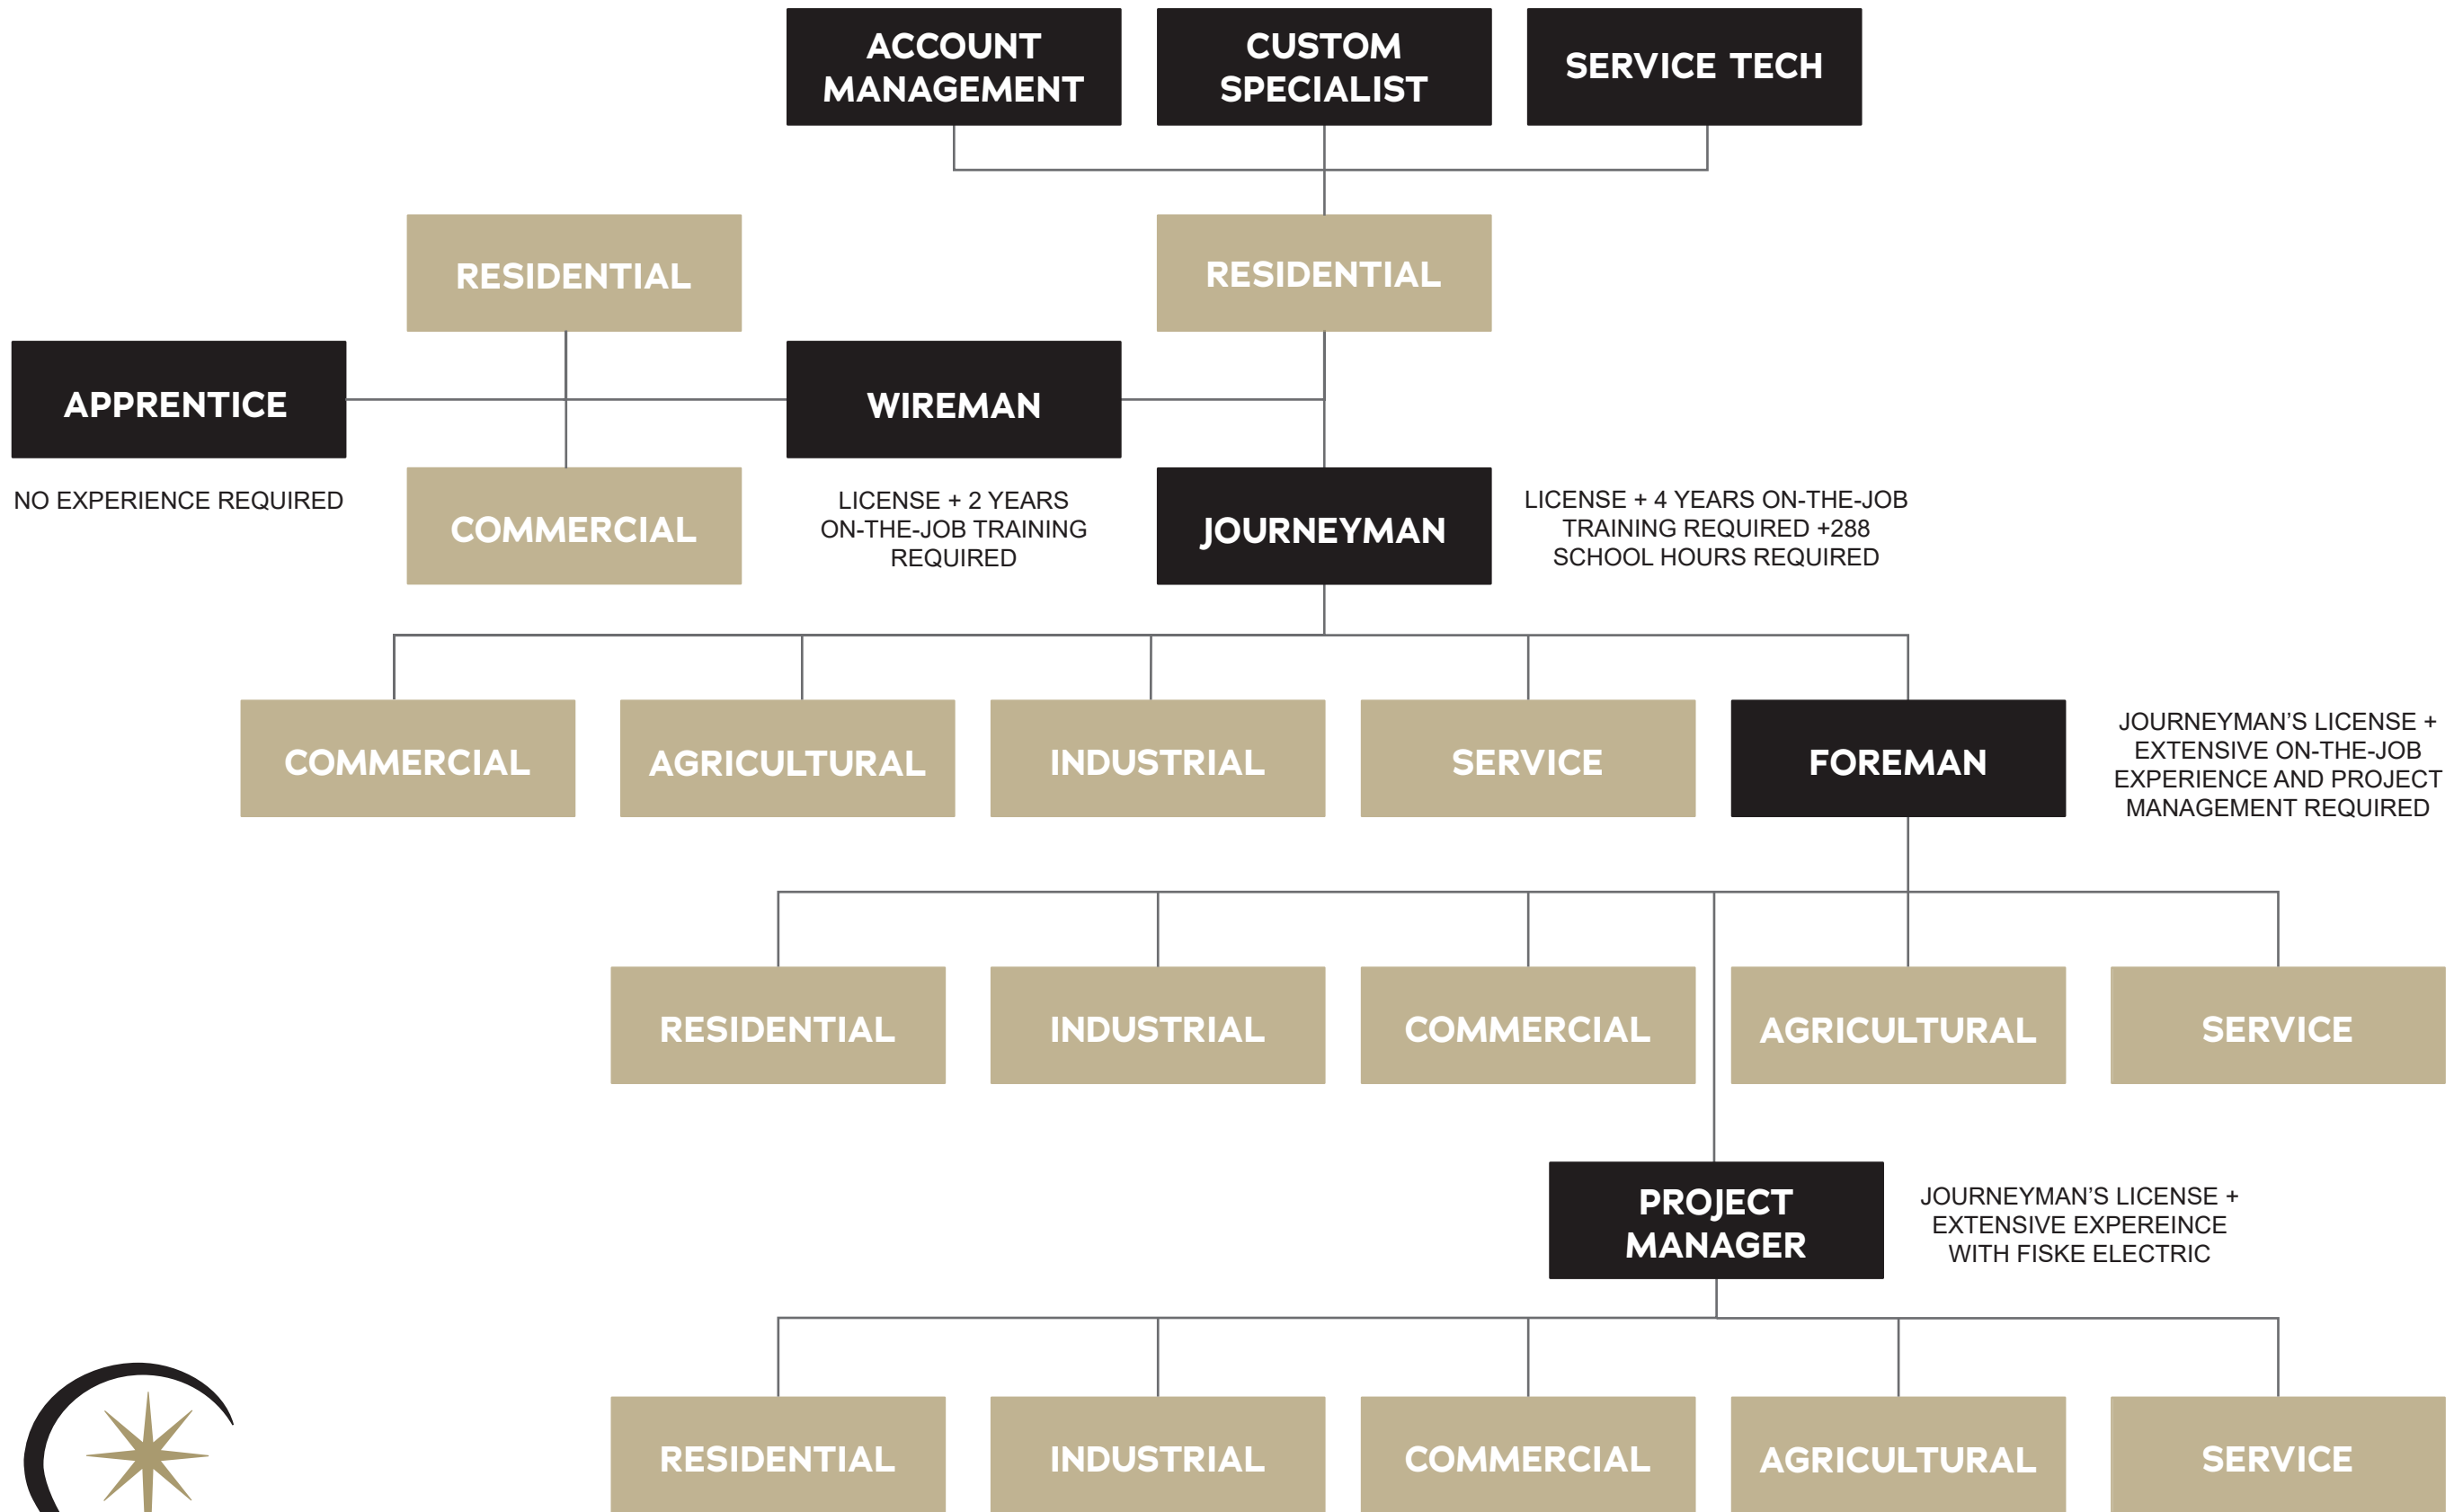 ACCOUNT
MANAGEMENT
CUSTOM
SPECIALIST
SERVICE TECH
RESIDENTIAL
RESIDENTIAL
APPRENTICE
WIREMAN
NO EXPERIENCE REQUIRED
COMMERCIAL
LICENSE + 2 YEARS
ON-THE-JOB TRAINING
REQUIRED
JOURNEYMAN
LICENSE + 4 YEARS ON-THE-JOB
TRAINING REQUIRED +288
SCHOOL HOURS REQUIRED
COMMERCIAL
AGRICULTURAL
INDUSTRIAL
SERVICE
FOREMAN
JOURNEYMAN’S LICENSE +
EXTENSIVE ON-THE-JOB
EXPERIENCE AND PROJECT
MANAGEMENT REQUIRED
RESIDENTIAL
INDUSTRIAL
COMMERCIAL
AGRICULTURAL
SERVICE
PROJECT
MANAGER
JOURNEYMAN’S LICENSE +
EXTENSIVE EXPEREINCE
WITH FISKE ELECTRIC
RESIDENTIAL
INDUSTRIAL
COMMERCIAL
AGRICULTURAL
SERVICE